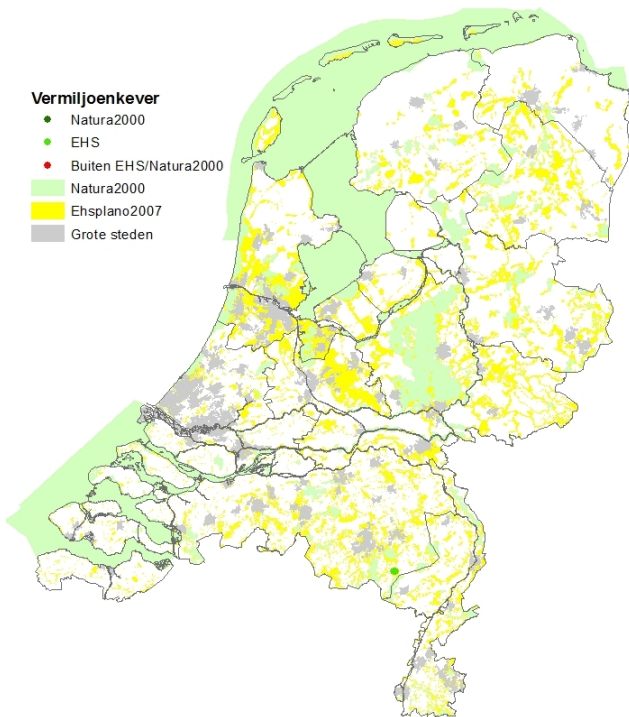 Vermiljoenkever
Natura2000
EHS
Buiten EHS/Natura2000
Natura2000
Ehsplano2007
Grote steden